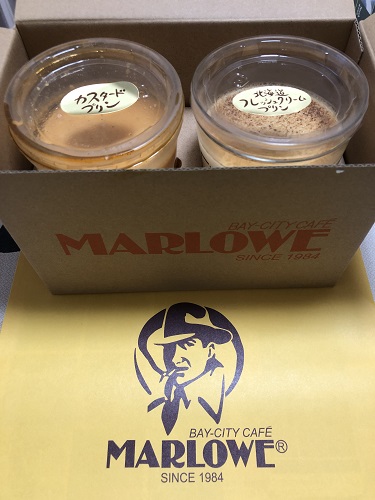 カスタード
プリン
北海道
フレッシュクリーム
プリン
BAY-CITY-CAFÉ
MARLOWE
SINCE 1984
BAY-CITY CAFÉ
MARLOWE®
SINCE 1984